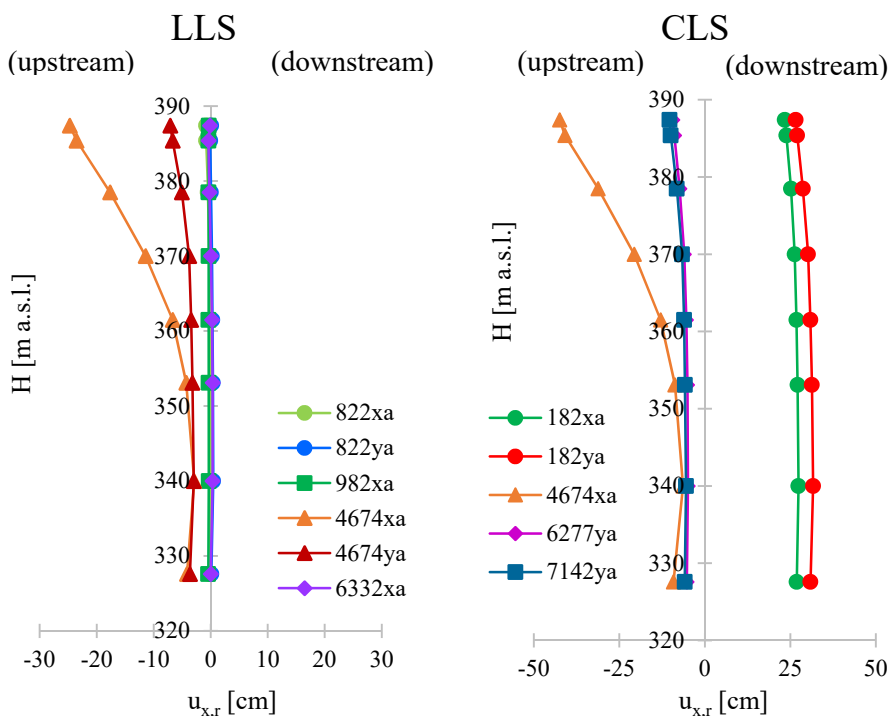 LLS
(upstream) (downstream)
390
380
370
360
350
340
330
320
H [m a.s.l.]
822xa
822ya
982xa
4674xa
4674ya
6332xa
-30 -20 -10 0 10 20 30
u_x,r [cm]
CLS
(upstream) (downstream)
390
380
370
360
350
340
330
320
H [m a.s.l.]
182xa
182ya
4674xa
6277ya
7142ya
-50 -25 0 25 50
u_x,r [cm]